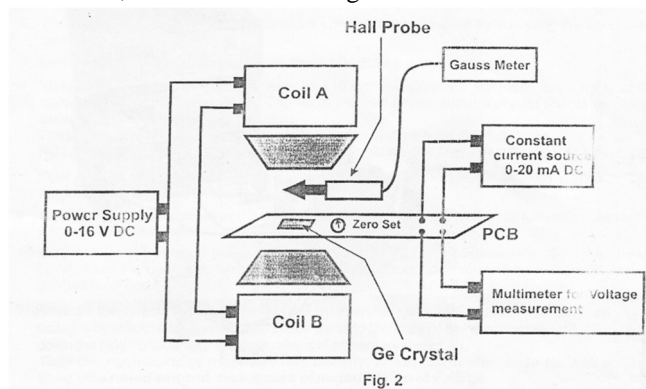 Hall Probe
Gauss Meter
Coil A
Constant
current source
0-20 mA DC
Power Supply
0-16 V DC
Zero Set
PCB
Multimeter for Voltage
measurement
Coil B
Ge Crystal
Fig. 2